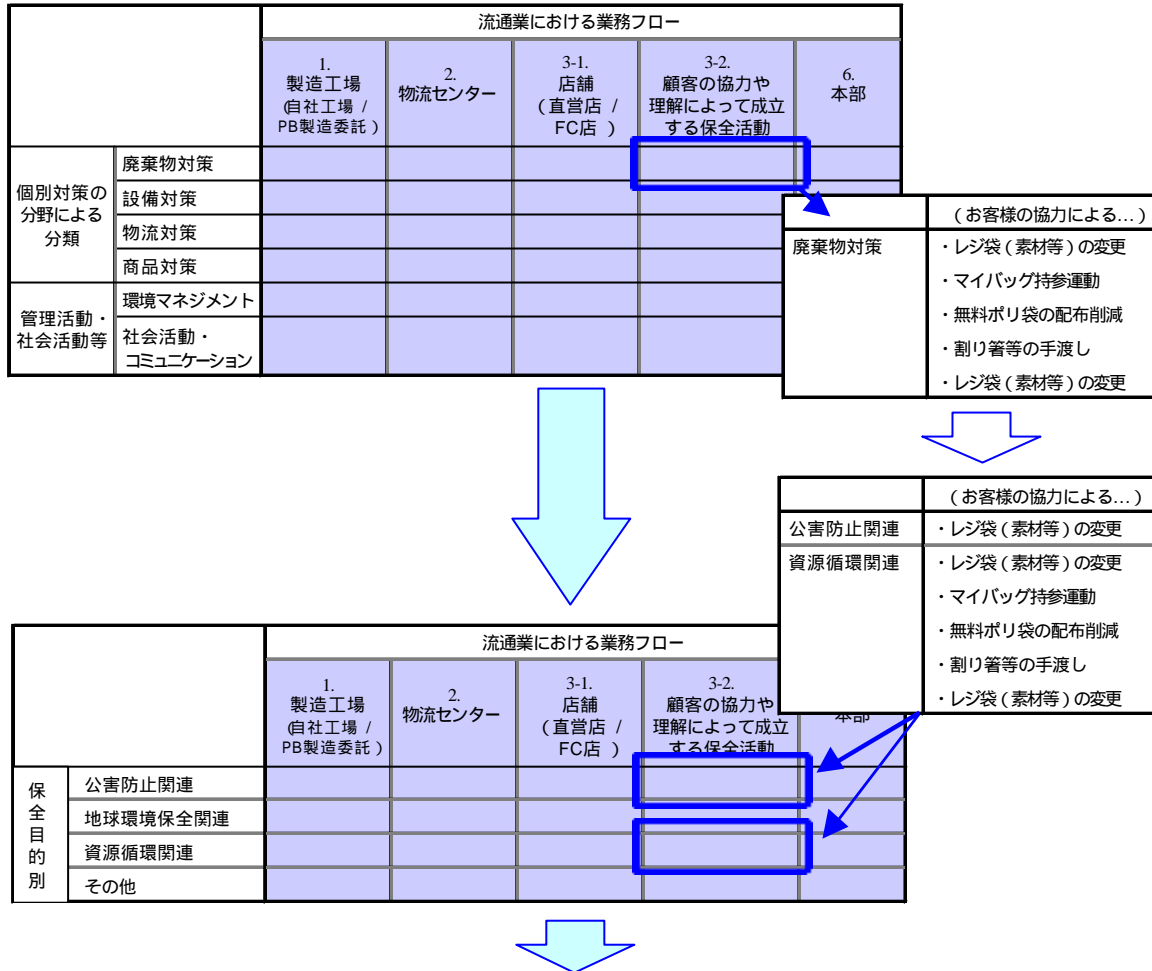 流通業における業務フロー
1.
製造工場
(自社工場 /
PB製造委託)
2.
物流センター
3-1.
店舗
(直営店 /
FC店 )
3-2.
顧客の協力や
理解によって成立
する保全活動
6.
本部
個別対策の
分野による
分類
廃棄物対策
設備対策
物流対策
商品対策
管理活動・
社会活動等
環境マネジメント
社会活動・
コミュニケーション
(お客様の協力による...)
廃棄物対策
・レジ袋(素材等)の変更
・マイバッグ持参運動
・無料ポリ袋の配布削減
・割り箸等の手渡し
・レジ袋(素材等)の変更
(お客様の協力による...)
公害防止関連
・レジ袋(素材等)の変更
資源循環関連
・レジ袋(素材等)の変更
・マイバッグ持参運動
・無料ポリ袋の配布削減
・割り箸等の手渡し
・レジ袋(素材等)の変更
流通業における業務フロー
1.
製造工場
(自社工場 /
PB製造委託)
2.
物流センター
3-1.
店舗
(直営店 /
FC店 )
3-2.
顧客の協力や
理解によって成立
する保全活動
本部
保全目的別
公害防止関連
地球環境保全関連
資源循環関連
その他